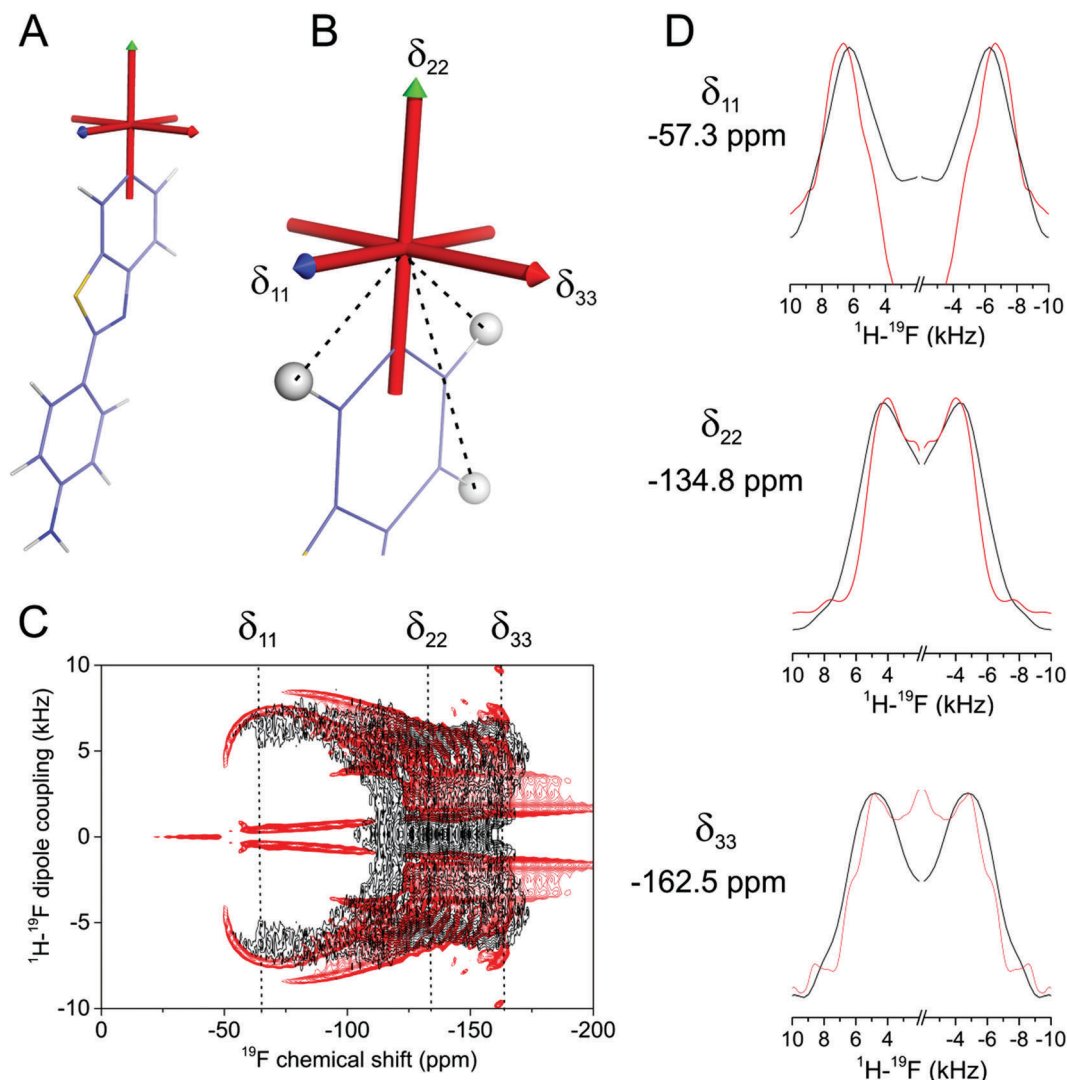 A
B
δ22
δ11
δ33
C
δ11
δ22
δ33
10
5
0
-5
-10
¹H-¹⁹F dipole coupling (kHz)
0
-50
-100
-150
-200
¹⁹F chemical shift (ppm)
D
δ11
-57.3 ppm
10 8 6 4 -4 -6 -8 -10
¹H-¹⁹F (kHz)
δ22
-134.8 ppm
10 8 6 4 -4 -6 -8 -10
¹H-¹⁹F (kHz)
δ33
-162.5 ppm
10 8 6 4 -4 -6 -8 -10
¹H-¹⁹F (kHz)